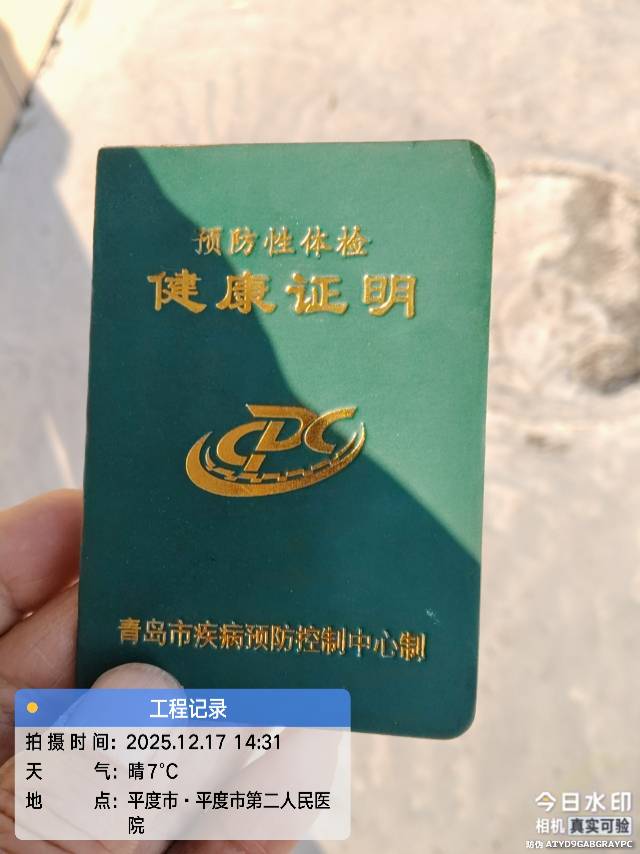 预防性体检
健康证明
CDC
青岛市疾病预防控制中心制
工程记录
拍摄时间: 2025.12.17 14:31
天气: 晴7℃
地点: 平度市·平度市第二人民医
院
今日水印
相机 真实可验
防伪 ATYD9GABGRAYPC